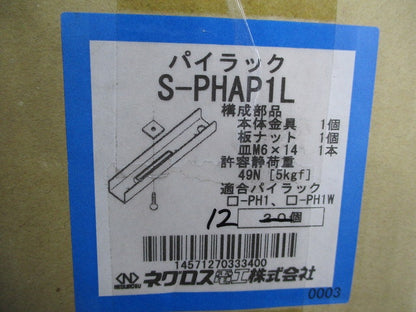 パイラック
S-PHAP1L
構成部品
本体金具 1個
板ナット 1個
皿M6×14 1本
許容静荷重
49N [5kgf]
適合パイラック
□-PH1、□-PH1W
12 20個
14571270333400
ネグロス電工株式会社
0003